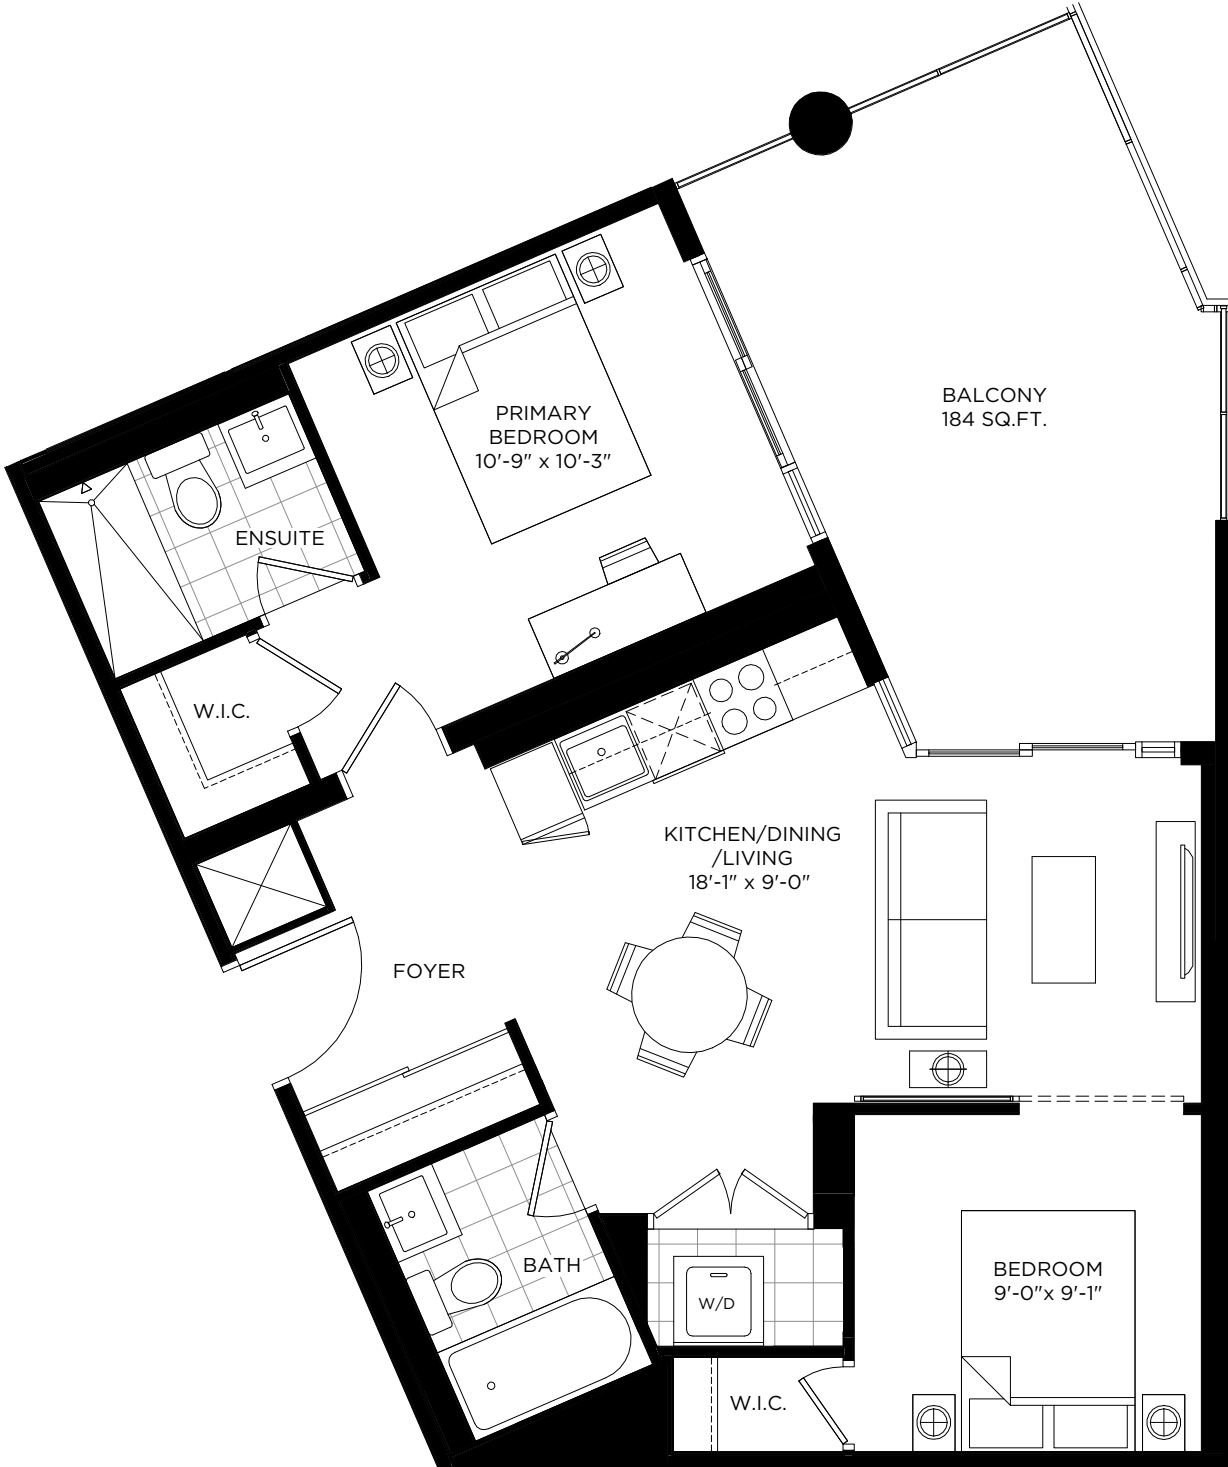 BALCONY
184 SQ.FT.
PRIMARY
BEDROOM
10'-9" x 10'-3"
ENSUITE
W.I.C.
KITCHEN/DINING
/LIVING
18'-1" x 9'-0"
FOYER
BATH
W/D
BEDROOM
9'-0"x 9'-1"
W.I.C.